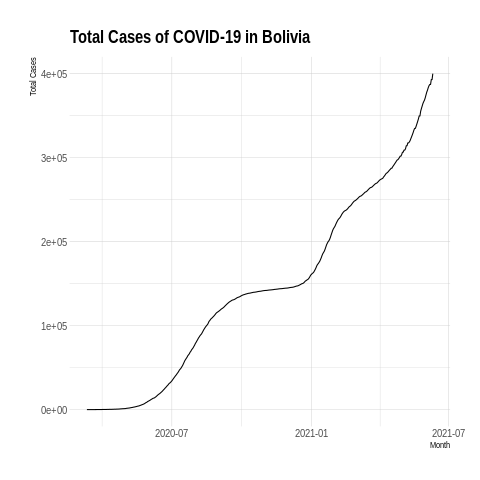 Total Cases of COVID-19 in Bolivia
Total Cases
4e+05
3e+05
2e+05
1e+05
0e+00
2020-07 2021-01 2021-07
Month